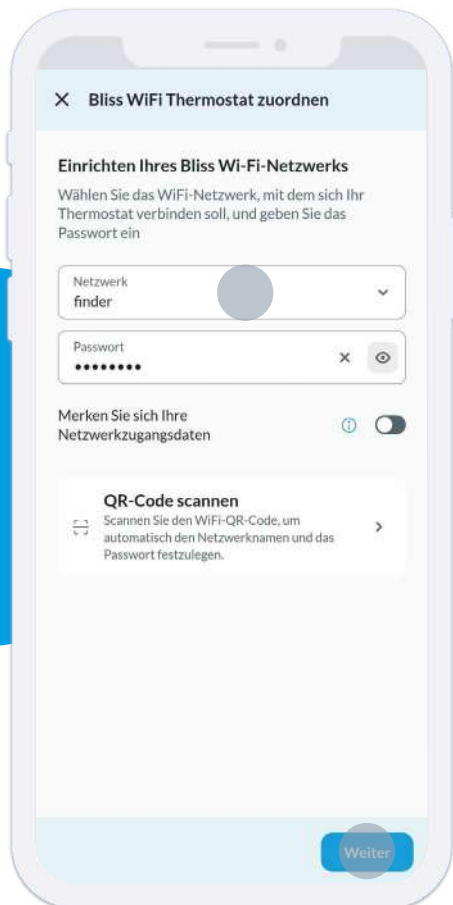 Bliss WiFi Thermostat zuordnen
Einrichten Ihres Bliss Wi-Fi-Netzwerks
Wählen Sie das WiFi-Netzwerk, mit dem sich Ihr
Thermostat verbinden soll, und geben Sie das
Passwort ein
Netzwerk
finder
Passwort
••••••••
Merken Sie sich Ihre
Netzwerkzugangsdaten
QR-Code scannen
Scannen Sie den WiFi-QR-Code, um
automatisch den Netzwerknamen und das
Passwort festzulegen.
Weiter